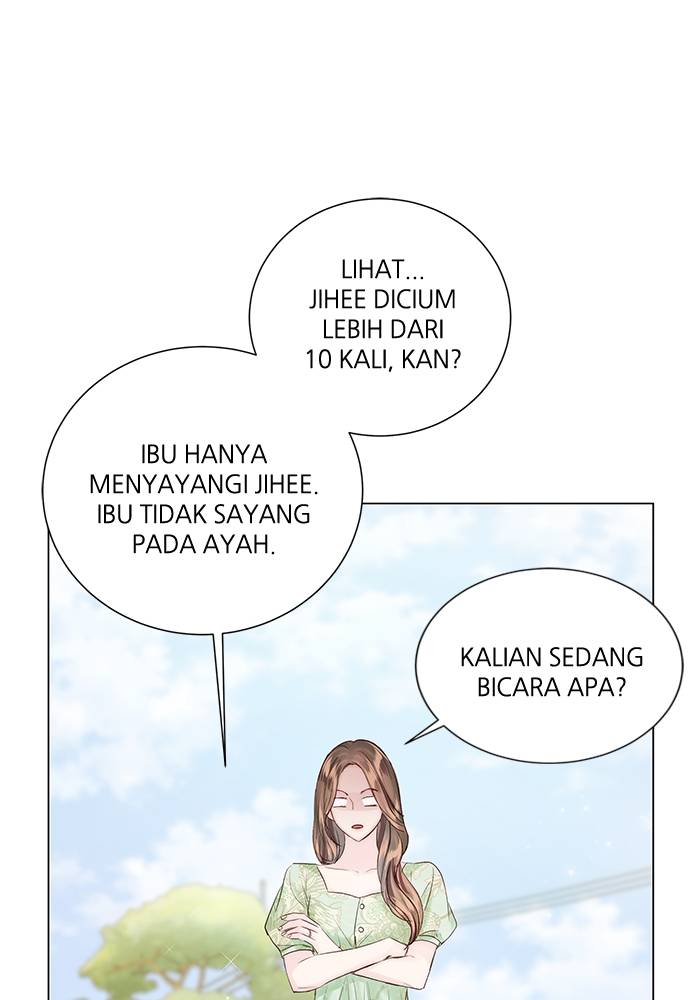 LIHAT...
JIHEE DICIUM
LEBIH DARI
10 KALI, KAN?
IBU HANYA
MENYAYANGI JIHEE.
IBU TIDAK SAYANG
PADA AYAH.
KALIAN SEDANG
BICARA APA?